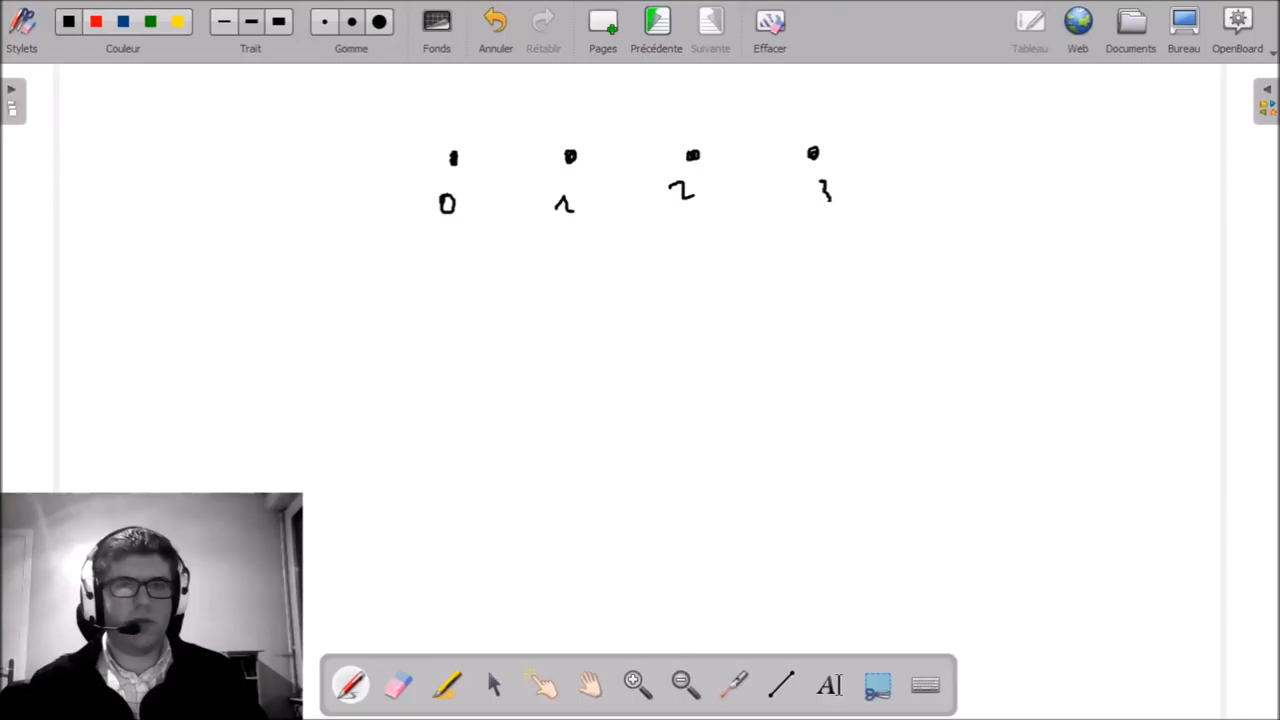 Stylets Couleur Trait Gomme Fonds Annuler Rétablir Pages Précédente Suivante Effacer Tableau Web Documents Bureau OpenBoard
0 1 2 3
AI